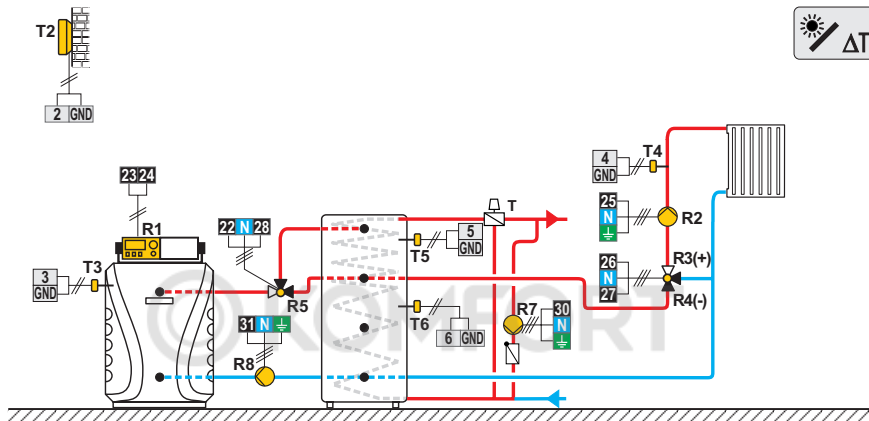 T2
2 GND
ΔT
23 24
R1
22 N 28
3
GND
T3
R5
31 N
R8
T
5
GND
T5
T6
6 GND
R7
30
N
4
GND
T4
25
N
R2
R3(+)
26
N
27
R4(-)
© KOMFORT